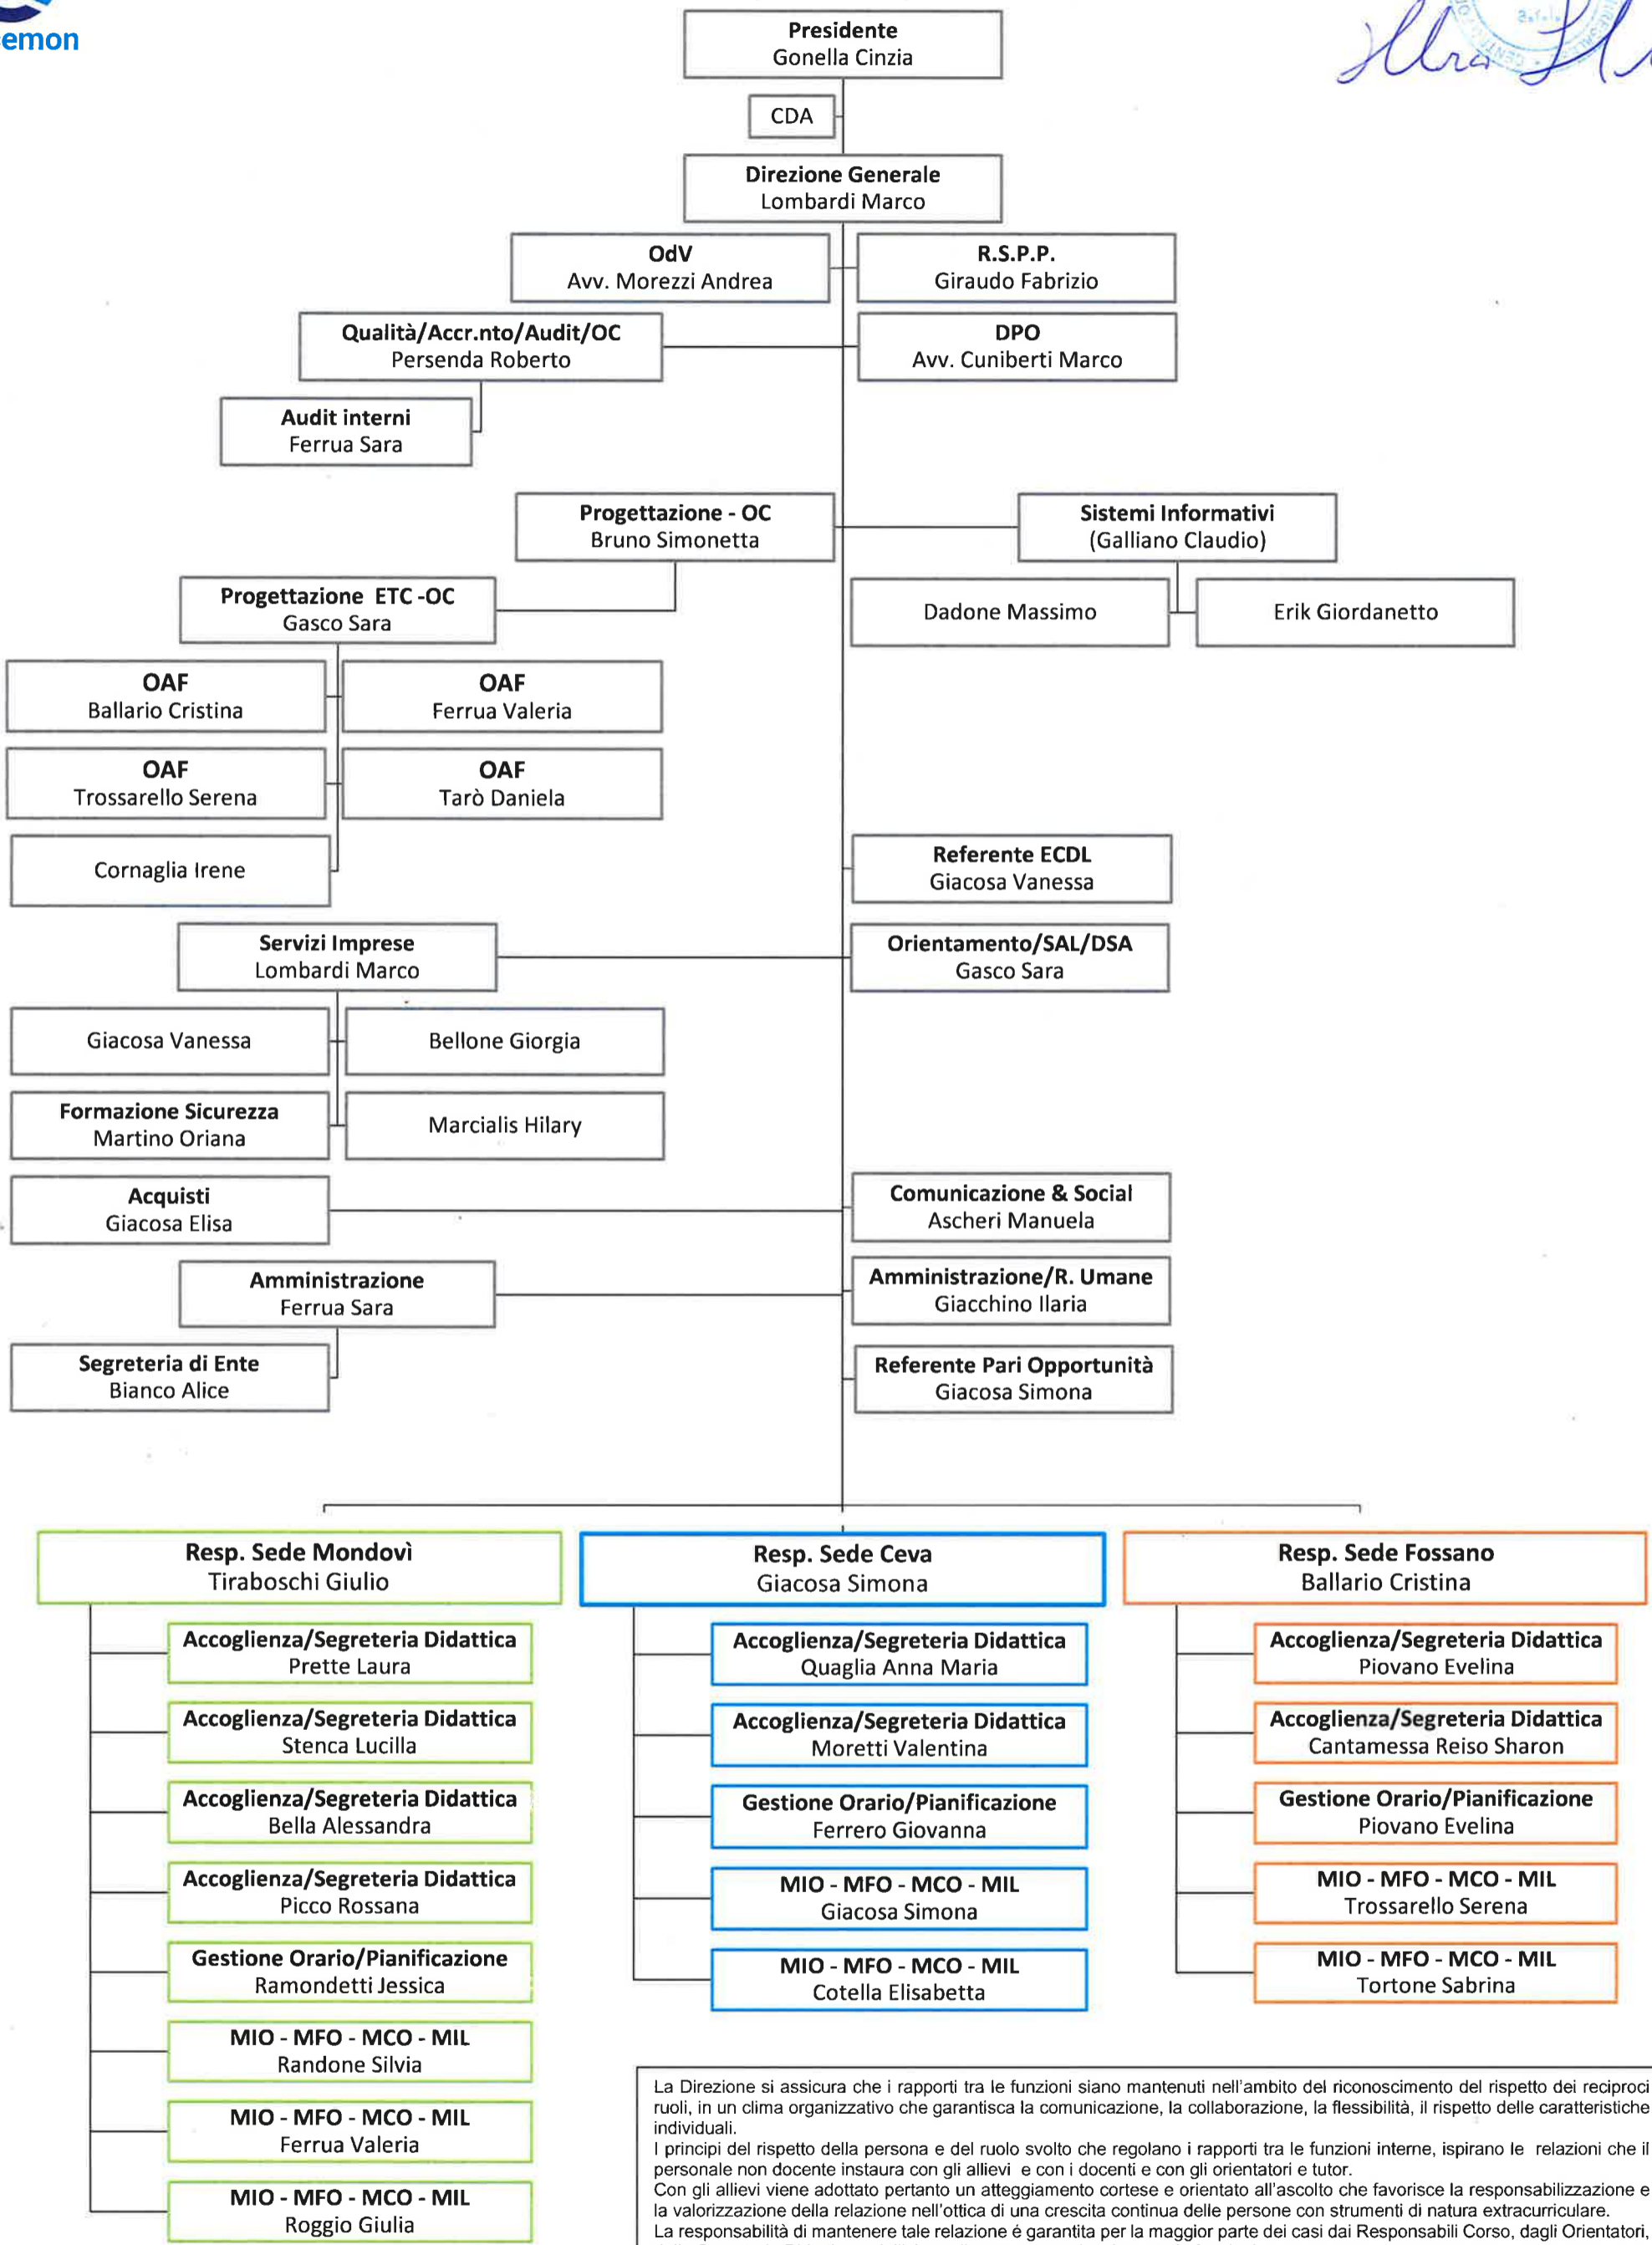 emon
Presidente
Gonella Cinzia
CDA
Direzione Generale
Lombardi Marco
OdV
Avv. Morezzi Andrea
R.S.P.P.
Giraudo Fabrizio
Qualità/Accr.nto/Audit/OC
Persenda Roberto
DPO
Avv. Cuniberti Marco
Audit interni
Ferrua Sara
Progettazione - OC
Bruno Simonetta
Sistemi Informativi
(Galliano Claudio)
Progettazione ETC -OC
Gasco Sara
Dadone Massimo
Erik Giordanetto
OAF
Ballario Cristina
OAF
Ferrua Valeria
OAF
Trossarello Serena
OAF
Tarò Daniela
Cornaglia Irene
Referente ECDL
Giacosa Vanessa
Servizi Imprese
Lombardi Marco
Orientamento/SAL/DSA
Gasco Sara
Giacosa Vanessa
Bellone Giorgia
Formazione Sicurezza
Martino Oriana
Marcialis Hilary
Acquisti
Giacosa Elisa
Comunicazione & Social
Ascheri Manuela
Amministrazione
Ferrua Sara
Amministrazione/R. Umane
Giacchino Ilaria
Segreteria di Ente
Bianco Alice
Referente Pari Opportunità
Giacosa Simona
Resp. Sede Mondovì
Tiraboschi Giulio
Accoglienza/Segreteria Didattica
Prette Laura
Accoglienza/Segreteria Didattica
Stenca Lucilla
Accoglienza/Segreteria Didattica
Bella Alessandra
Accoglienza/Segreteria Didattica
Picco Rossana
Gestione Orario/Pianificazione
Ramondetti Jessica
MIO - MFO - MCO - MIL
Randone Silvia
MIO - MFO - MCO - MIL
Ferrua Valeria
MIO - MFO - MCO - MIL
Roggio Giulia
Resp. Sede Ceva
Giacosa Simona
Accoglienza/Segreteria Didattica
Quaglia Anna Maria
Accoglienza/Segreteria Didattica
Moretti Valentina
Gestione Orario/Pianificazione
Ferrero Giovanna
MIO - MFO - MCO - MIL
Giacosa Simona
MIO - MFO - MCO - MIL
Cotella Elisabetta
Resp. Sede Fossano
Ballario Cristina
Accoglienza/Segreteria Didattica
Piovano Evelina
Accoglienza/Segreteria Didattica
Cantamessa Reiso Sharon
Gestione Orario/Pianificazione
Piovano Evelina
MIO - MFO - MCO - MIL
Trossarello Serena
MIO - MFO - MCO - MIL
Tortone Sabrina
La Direzione si assicura che i rapporti tra le funzioni siano mantenuti nell'ambito del riconoscimento del rispetto dei reciproci
ruoli, in un clima organizzativo che garantisca la comunicazione, la collaborazione, la flessibilità, il rispetto delle caratteristiche
individuali.
I principi del rispetto della persona e del ruolo svolto che regolano i rapporti tra le funzioni interne, ispirano le relazioni che il
personale non docente instaura con gli allievi e con i docenti e con gli orientatori e tutor.
Con gli allievi viene adottato pertanto un atteggiamento cortese e orientato all'ascolto che favorisce la responsabilizzazione e
la valorizzazione della relazione nell'ottica di una crescita continua delle persone con strumenti di natura extracurriculare.
La responsabilità di mantenere tale relazione é garantita per la maggior parte dei casi dai Responsabili Corso, dagli Orientatori,